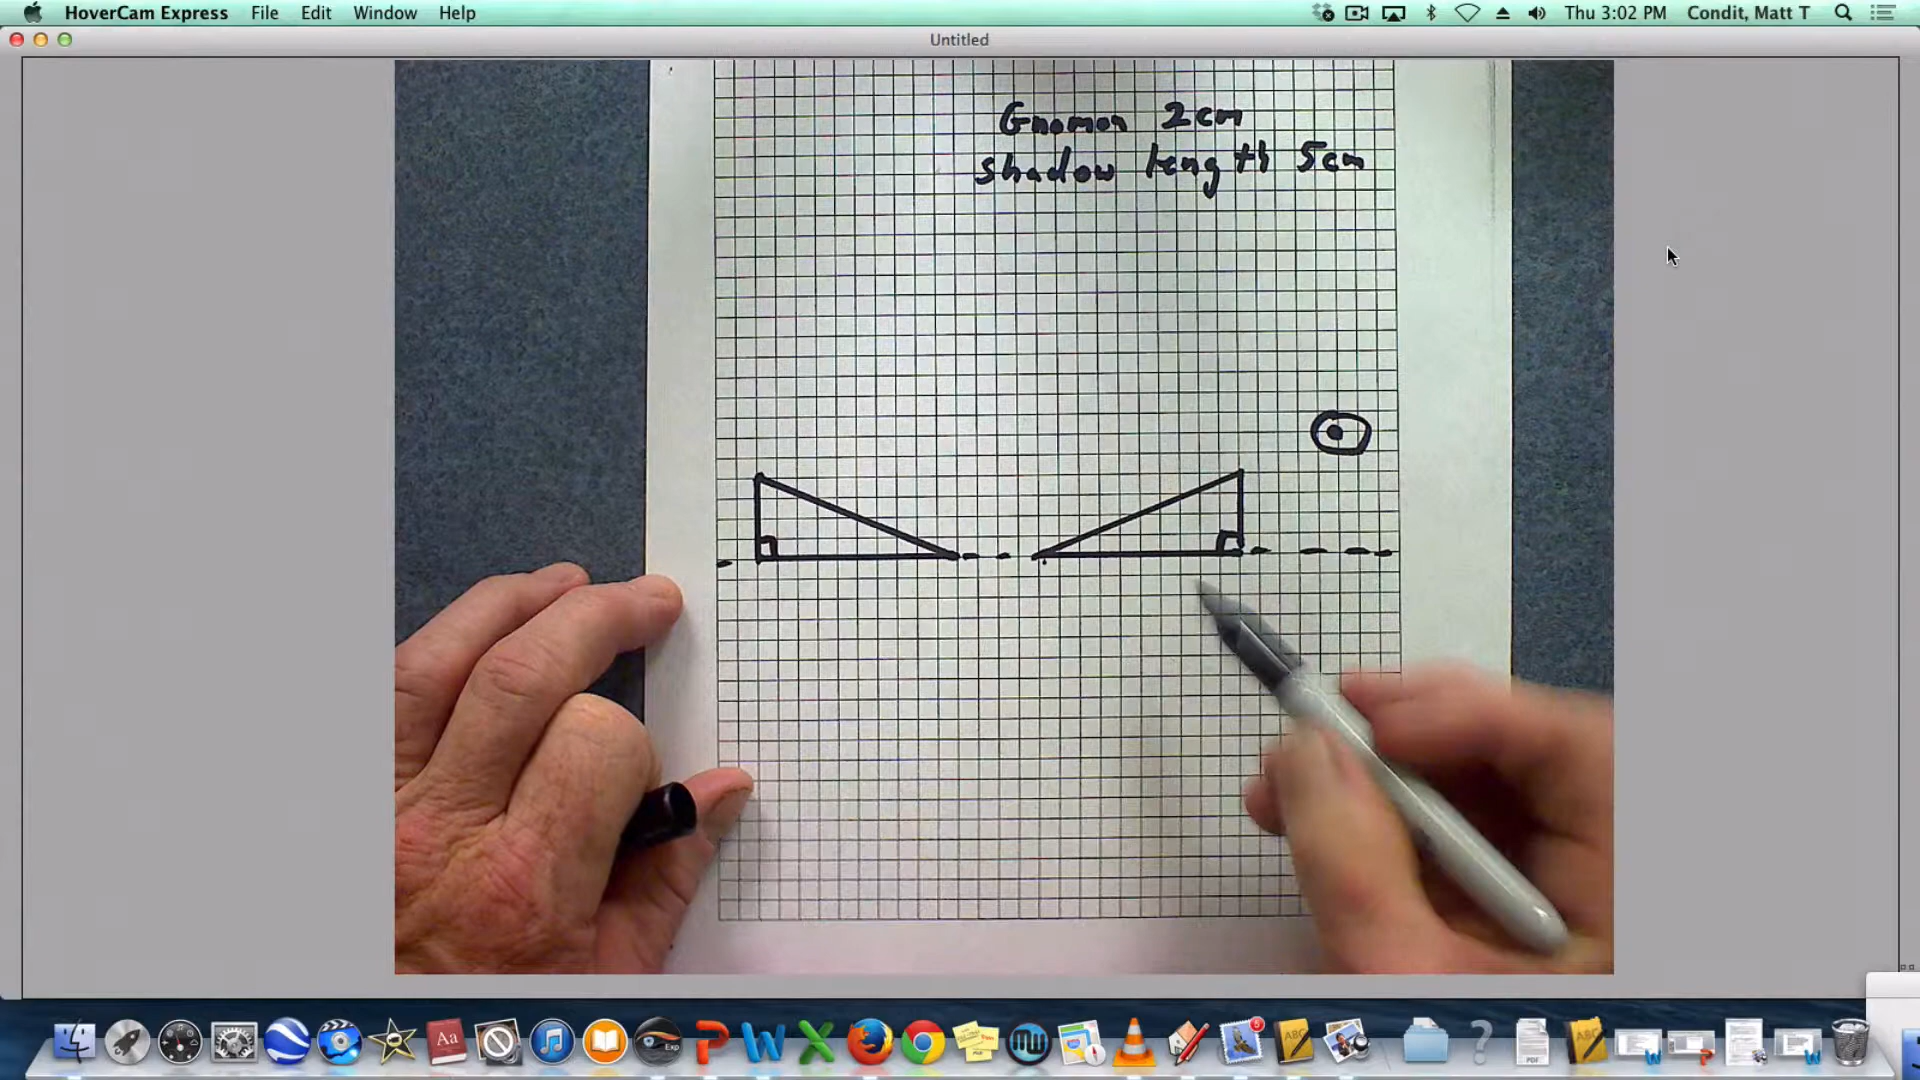 HoverCam Express File Edit Window Help Thu 3:02 PM Condit, Matt T
Untitled
Gnomon 2cm
shadow length 5cm